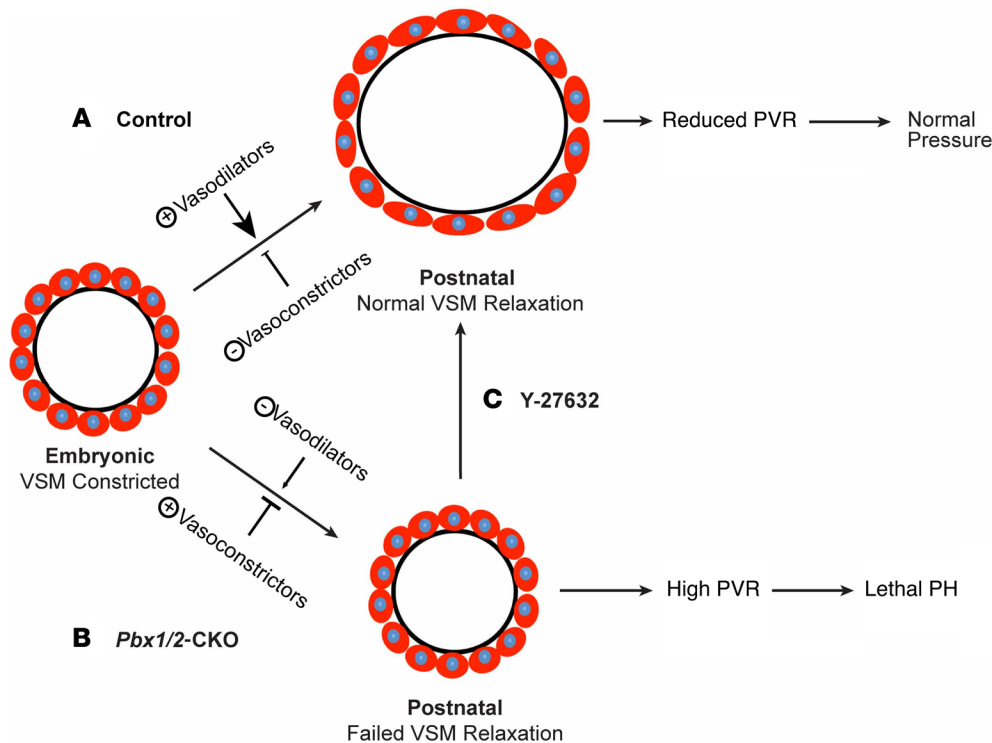 A Control
Reduced PVR
Normal
Pressure
+Vasodilators
-Vasoconstrictors
Postnatal
Normal VSM Relaxation
C Y-27632
Embryonic
VSM Constricted
-Vasodilators
+Vasoconstrictors
High PVR
Lethal PH
B Pbx1/2-CKO
Postnatal
Failed VSM Relaxation